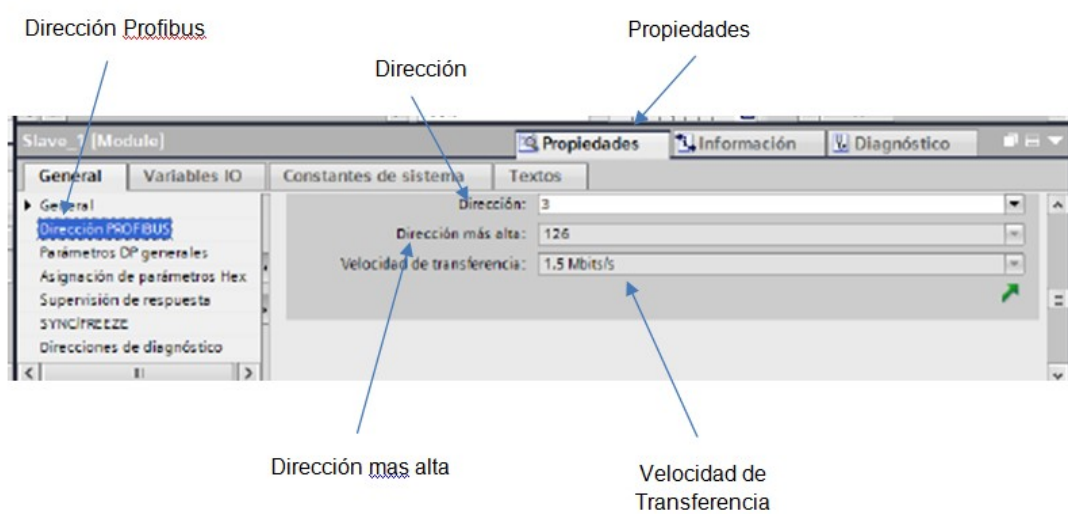 Dirección Profibus
Propiedades
Dirección
Slave_1 [Module]
Propiedades
Información
Diagnóstico
General
Variables IO
Constantes de sistema
Textos
General
Dirección PROFIBUS
Parámetros DP generales
Asignación de parámetros Hex
Supervisión de respuesta
SYNC/FREEZE
Direcciones de diagnóstico
Dirección: 3
Dirección más alta: 126
Velocidad de transferencia: 1.5 Mbits/s
Dirección mas alta
Velocidad de
Transferencia